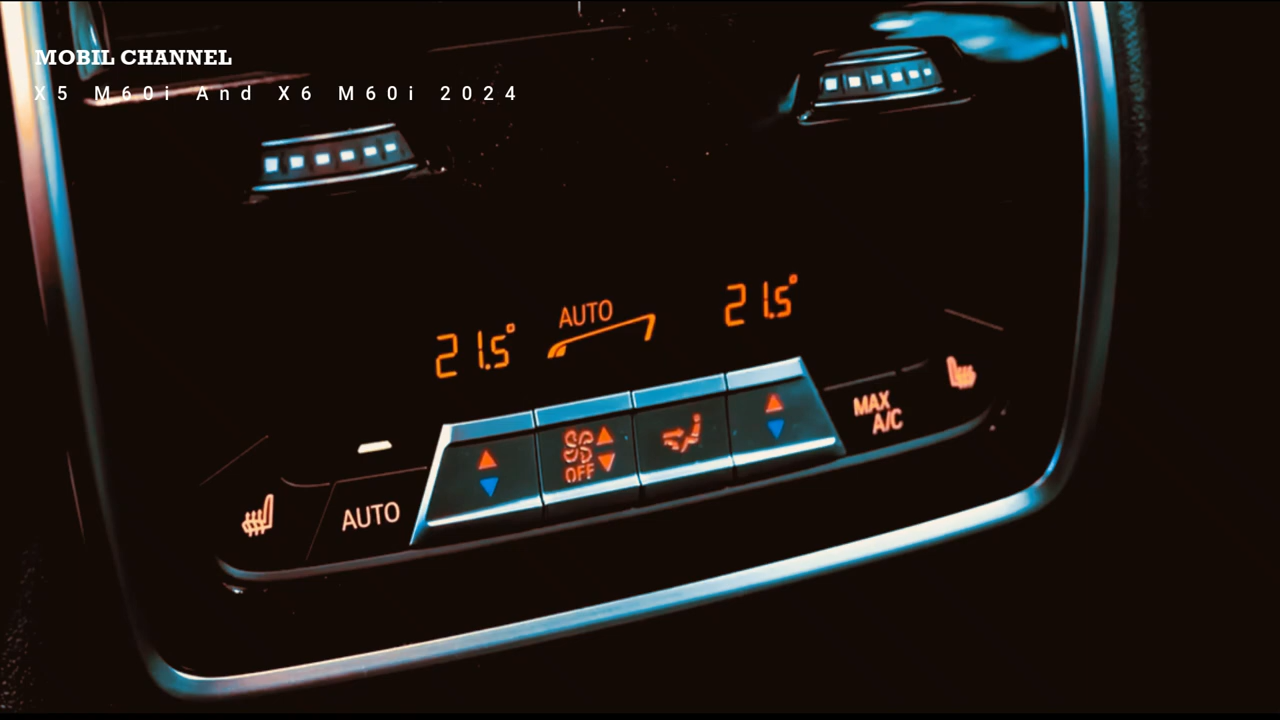 MOBIL CHANNEL
X5 M60i And X6 M60i 2024
21.5° AUTO 21.5°
MAX
A/C
OFF
AUTO